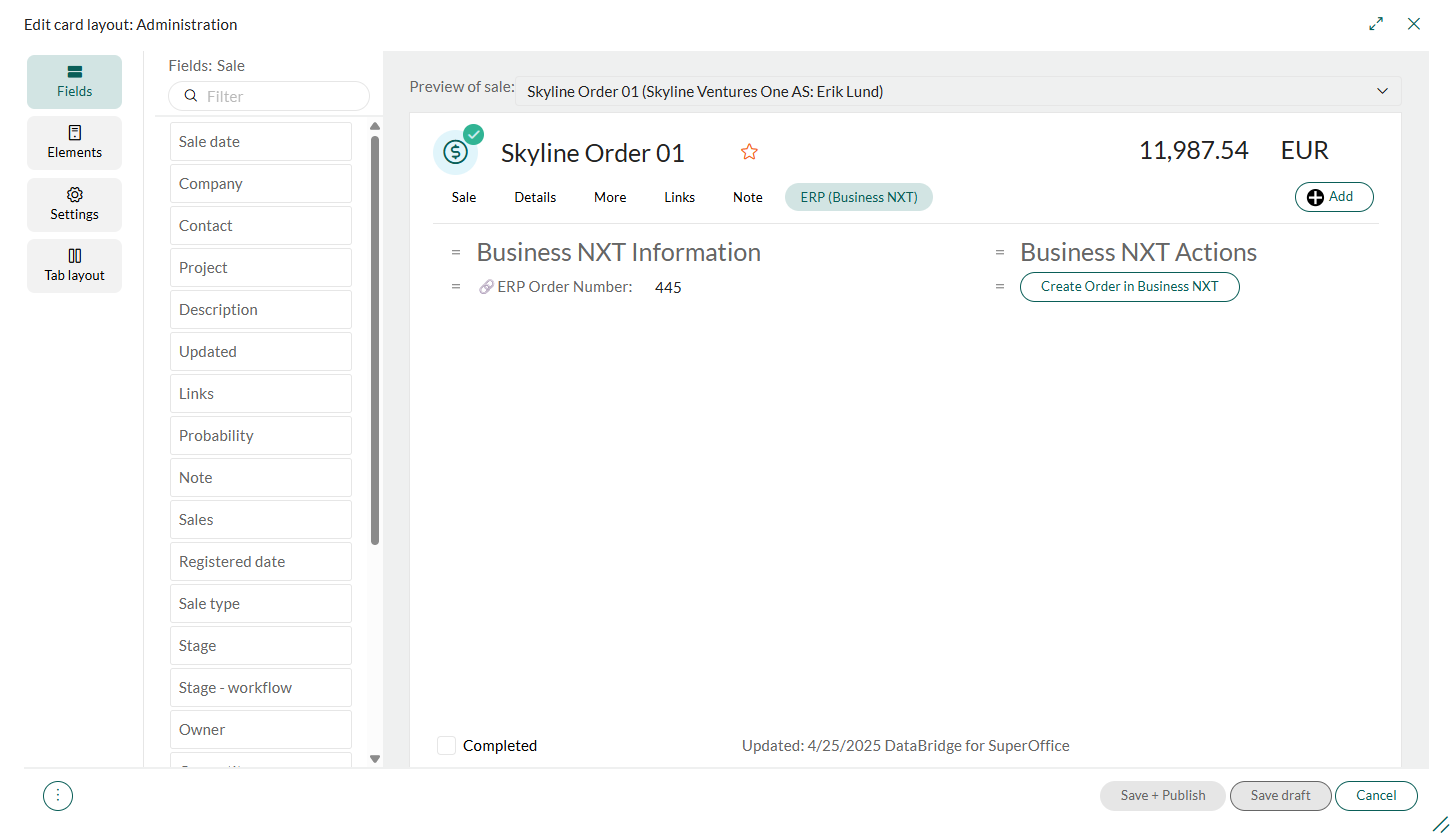 Edit card layout: Administration
Fields
Elements
Settings
Tab layout
Fields: Sale
Filter
Sale date
Company
Contact
Project
Description
Updated
Links
Probability
Note
Sales
Registered date
Sale type
Stage
Stage - workflow
Owner
Preview of sale:
Skyline Order 01 (Skyline Ventures One AS: Erik Lund)
Skyline Order 01
11,987.54 EUR
Sale Details More Links Note ERP (Business NXT)
Add
Business NXT Information
ERP Order Number: 445
Business NXT Actions
Create Order in Business NXT
Completed
Updated: 4/25/2025 DataBridge for SuperOffice
Save + Publish
Save draft
Cancel